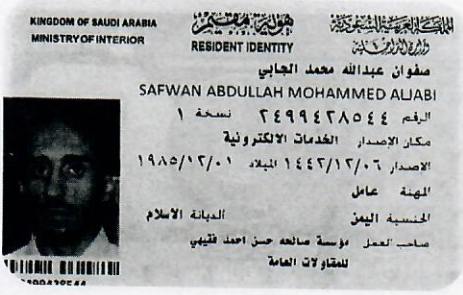 KINGDOM OF SAUDI ARABIA
MINISTRY OF INTERIOR
هوية مقيم
RESIDENT IDENTITY
المملكة العربية السعودية
وزارة الداخلية
صفوان عبدالله محمد الجابي
SAFWAN ABDULLAH MOHAMMED ALJABI
الرقم ٢٤٩٩٤٢٨٥٤٤ نسخة ١
مكان الإصدار الخدمات الالكترونية
الاصدار ١٤٤٢/١٢/٠٦ الميلاد ١٩٨٥/١٢/٠١
المهنة عامل
الجنسية اليمن الديانة الاسلام
صاحب العمل مؤسسة صالحه حسن احمد فقيهي
للمقاولات العامة